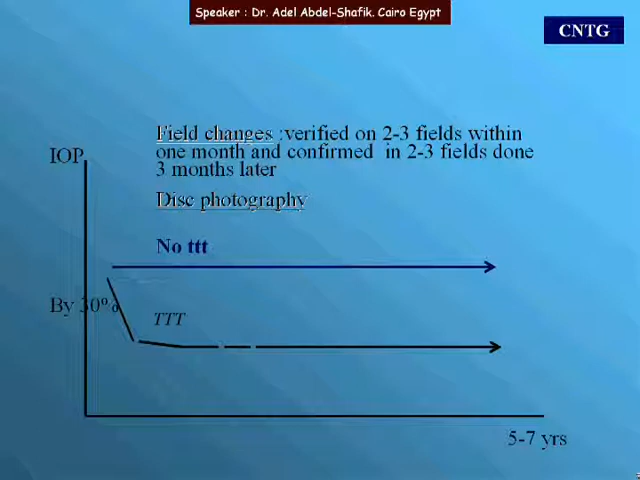 Speaker : Dr. Adel Abdel-Shafik. Cairo Egypt
CNTG
Field changes :verified on 2-3 fields within
one month and confirmed in 2-3 fields done
3 months later
IOP
Disc photography
No ttt
By 30%
TTT
5-7 yrs